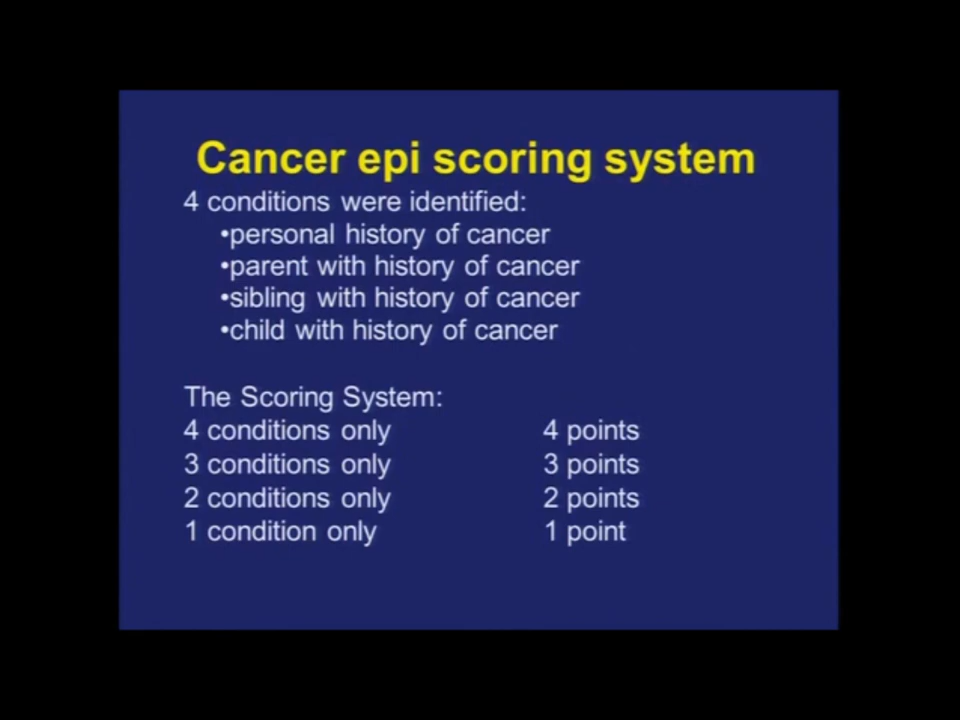 Cancer epi scoring system
4 conditions were identified:
•personal history of cancer
•parent with history of cancer
•sibling with history of cancer
•child with history of cancer
The Scoring System:
4 conditions only 4 points
3 conditions only 3 points
2 conditions only 2 points
1 condition only 1 point